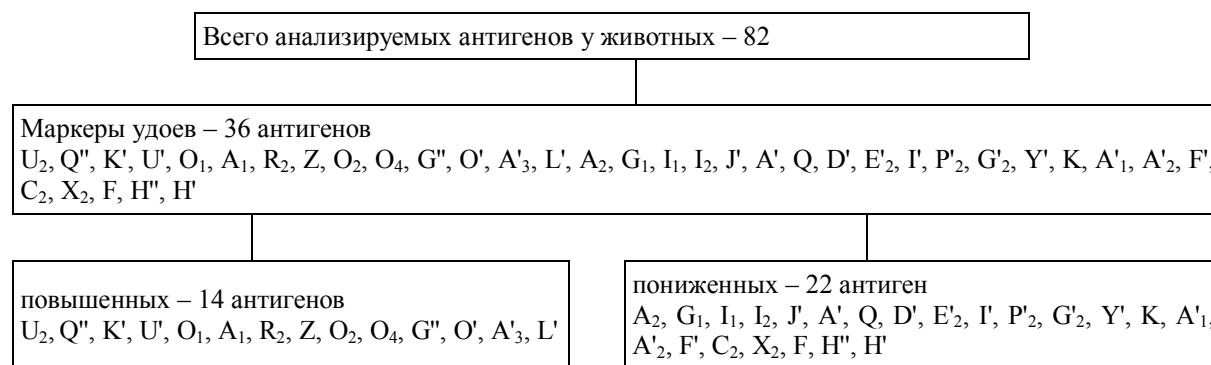 Всего анализируемых антигенов у животных – 82
Маркеры удоев – 36 антигенов
U₂, Q", K', U', O₁, A₁, R₂, Z, O₂, O₄, G", O', A'₃, L', A₂, G₁, I₁, I₂, J', A', Q, D', E'₂, I', P'₂, G'₂, Y', K, A'₁, A'₂, F',
C₂, X₂, F, H", H'
повышенных – 14 антигенов
U₂, Q", K', U', O₁, A₁, R₂, Z, O₂, O₄, G", O', A'₃, L'
пониженных – 22 антиген
A₂, G₁, I₁, I₂, J', A', Q, D', E'₂, I', P'₂, G'₂, Y', K, A'₁,
A'₂, F', C₂, X₂, F, H", H'